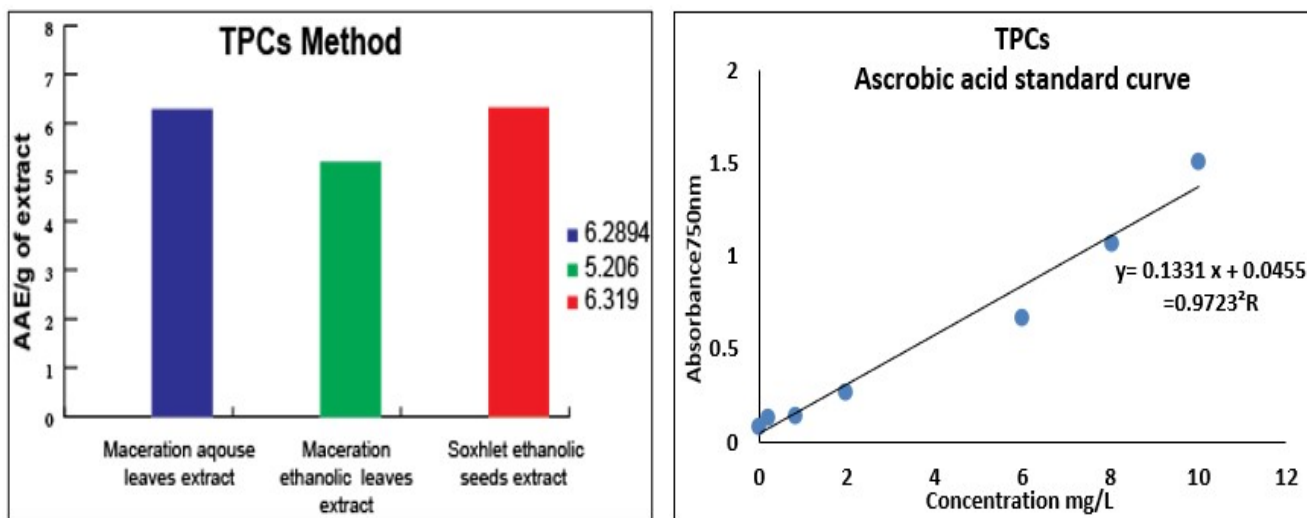 TPCs Method
AAE/g of extract
8
7
6
5
4
3
2
1
0
6.2894
5.206
6.319
Maceration aqouse
leaves extract
Maceration
ethanolic leaves
extract
Soxhlet ethanolic
seeds extract
TPCs
Ascrobic acid standard curve
Absorbance750nm
2
1.5
1
0.5
0
y= 0.1331 x + 0.0455
=0.9723²R
0 2 4 6 8 10 12
Concentration mg/L